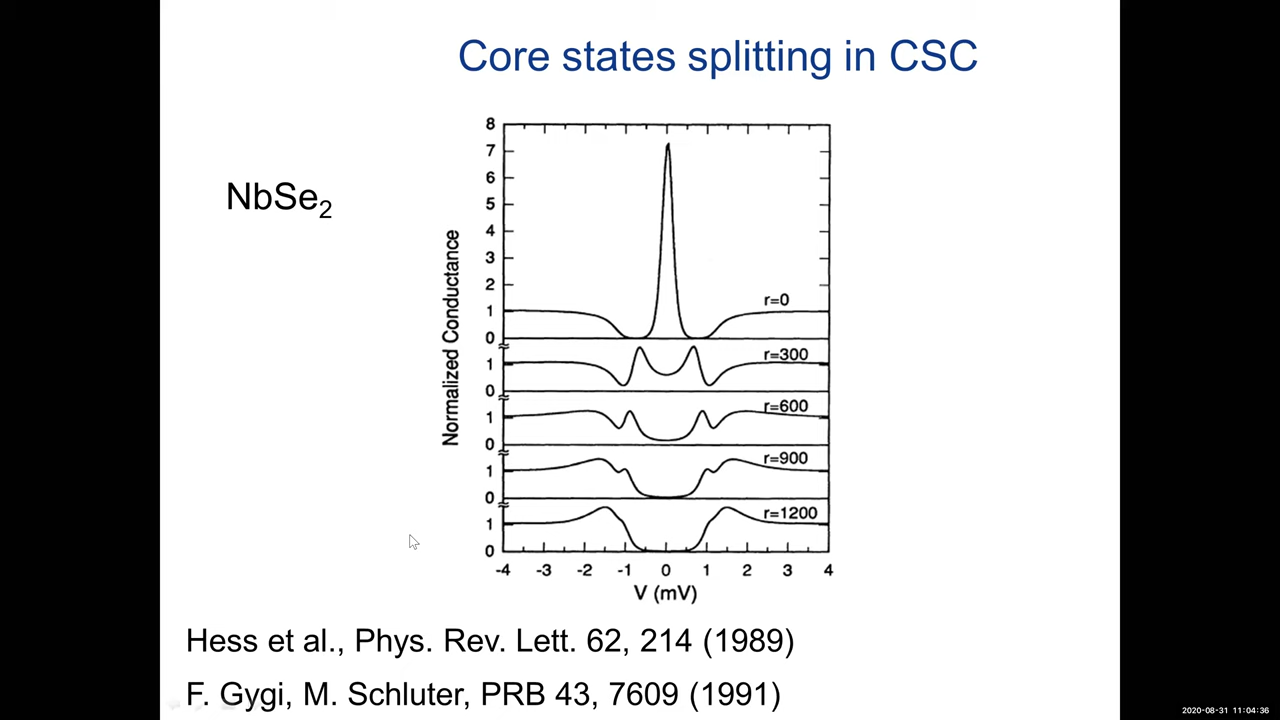 Core states splitting in CSC
NbSe₂
Normalized Conductance
8
7
6
5
4
3
2
1
0
r=0
1
0
r=300
1
0
r=600
1
0
r=900
1
0
r=1200
-4 -3 -2 -1 0 1 2 3 4
V (mV)
Hess et al., Phys. Rev. Lett. 62, 214 (1989)
F. Gygi, M. Schluter, PRB 43, 7609 (1991)
2020-08-31 11:04:36